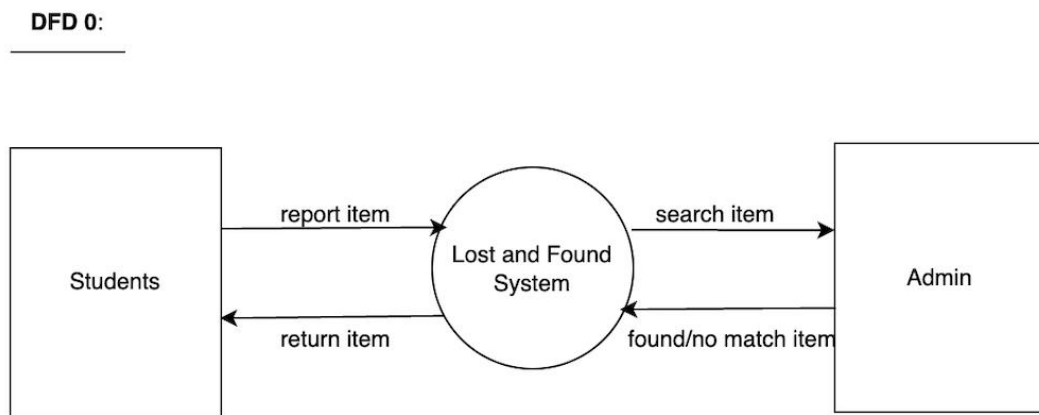 DFD 0:
report item
search item
Students
Lost and Found
System
Admin
return item
found/no match item